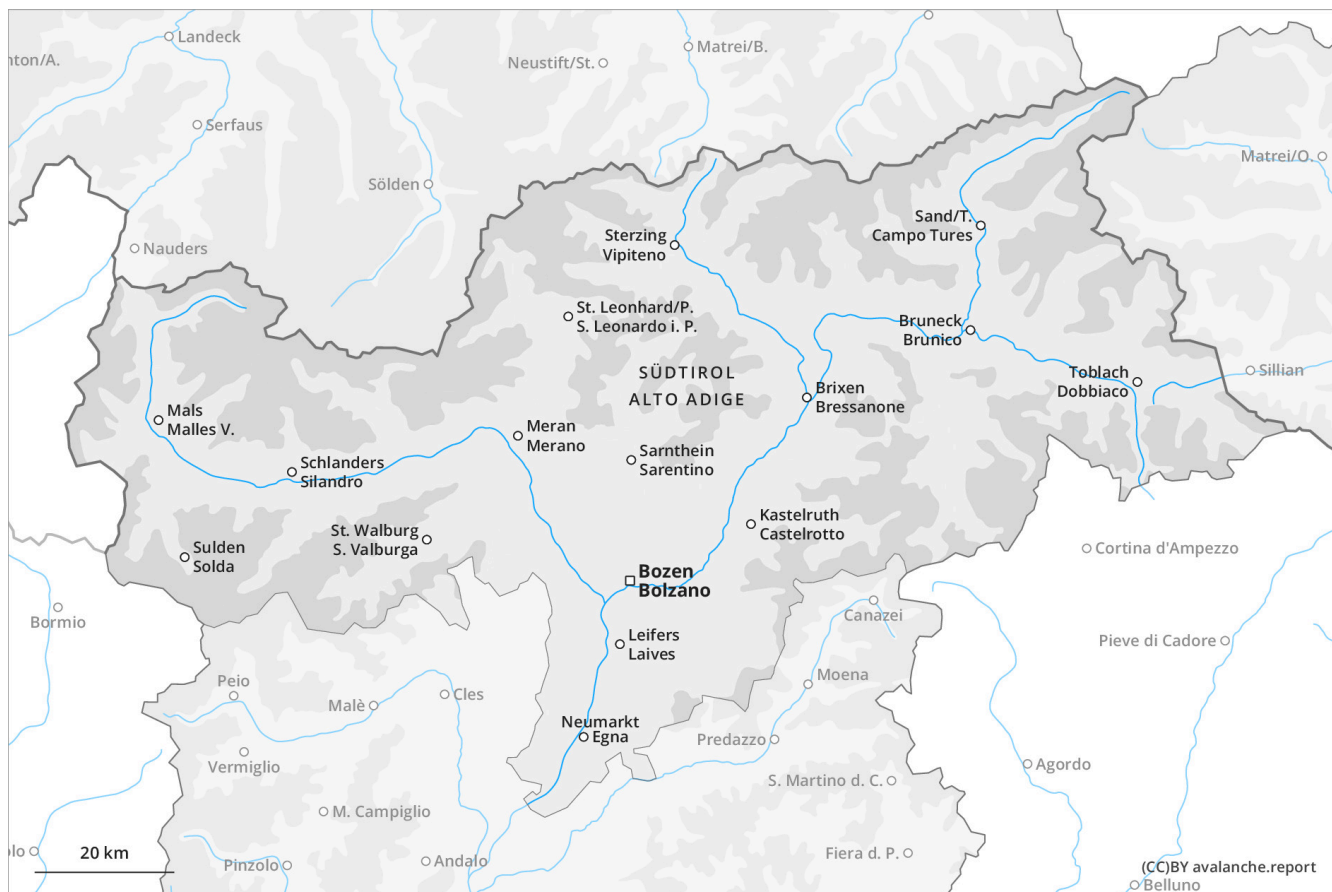 Landeck
nton/A.
Neustift/St.
Matrei/B.
Serfaus
Matrei/O.
Sölden
Nauders
Sand/T.
Campo Tures
Sterzing
Vipiteno
St. Leonhard/P.
S. Leonardo i. P.
Bruneck
Brunico
SÜDTIROL
ALTO ADIGE
Toblach
Dobbiaco
Sillian
Brixen
Bressanone
Mals
Malles V.
Meran
Merano
Schlanders
Silandro
Sarnthein
Sarentino
Kastelruth
Castelrotto
St. Walburg
S. Valburga
Sulden
Solda
Cortina d'Ampezzo
Bozen
Bolzano
Bormio
Canazei
Leifers
Laives
Pieve di Cadore
Peio
Malè
Cles
Moena
Neumarkt
Egna
Predazzo
Vermiglio
Agordo
S. Martino d. C.
M. Campiglio
olo
20 km
Pinzolo
Andalo
Fiera d. P.
(CC)BY avalanche.report
Belluno